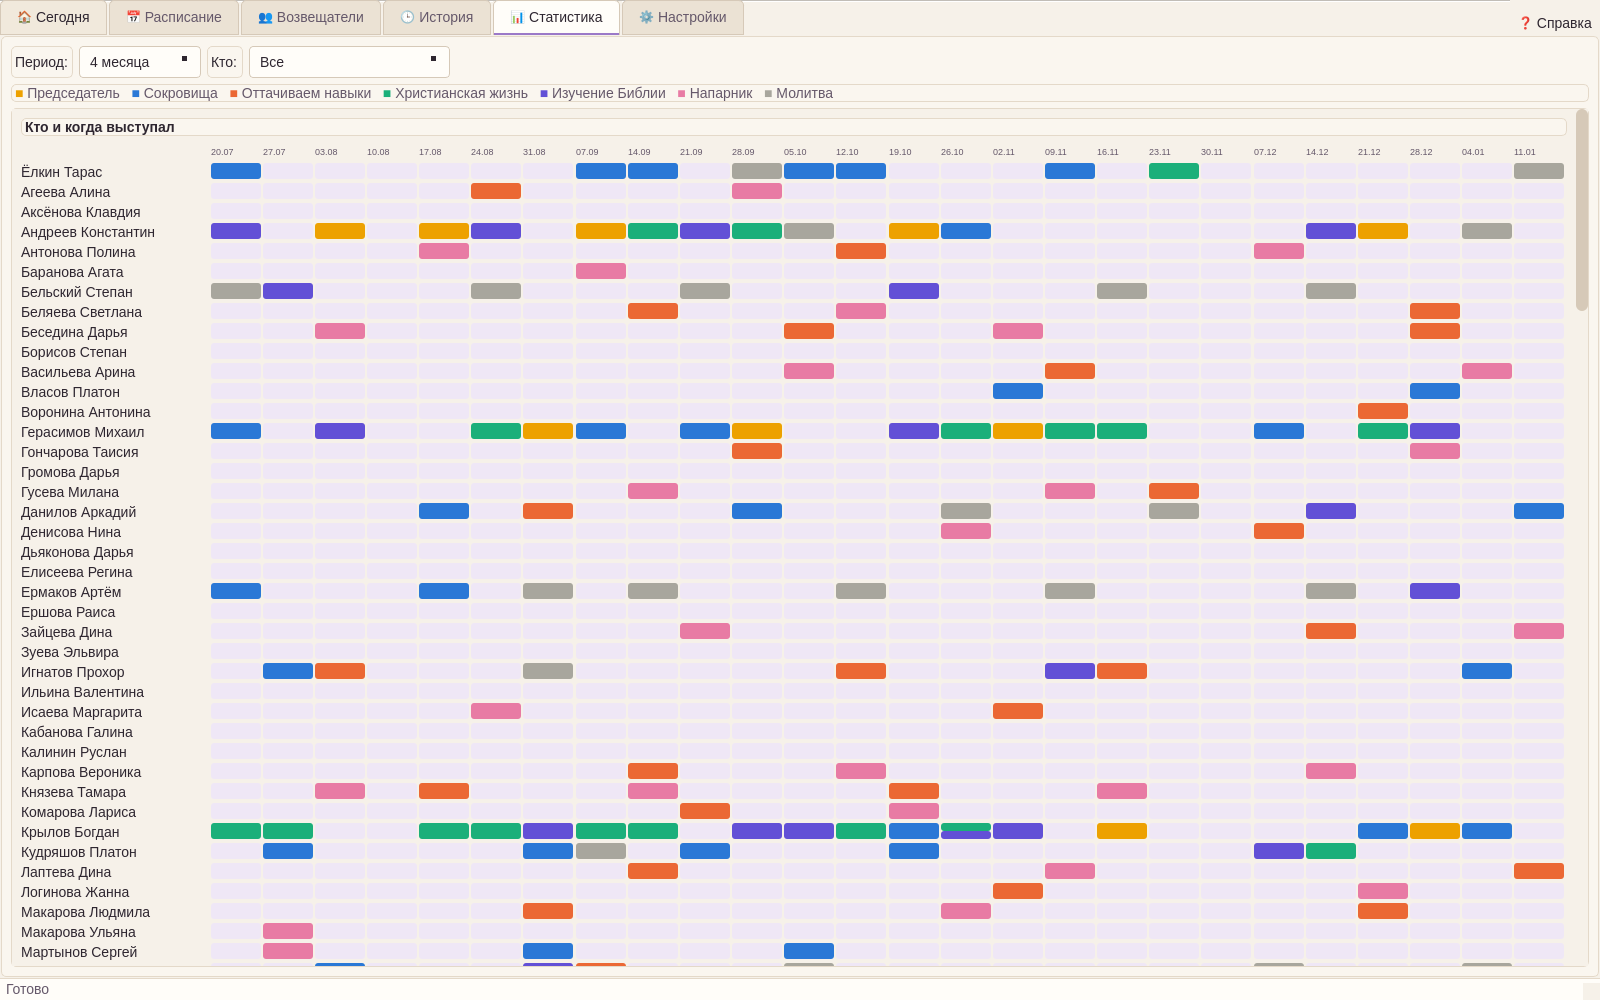 Сегодня Расписание Возвещатели История Статистика Настройки Справка
Период: 4 месяца Кто: Все
Председатель Сокровища Оттачиваем навыки Христианская жизнь Изучение Библии Напарник Молитва
Кто и когда выступал
20.07 27.07 03.08 10.08 17.08 24.08 31.08 07.09 14.09 21.09 28.09 05.10 12.10 19.10 26.10 02.11 09.11 16.11 23.11 30.11 07.12 14.12 21.12 28.12 04.01 11.01
Ёлкин Тарас
Агеева Алина
Аксёнова Клавдия
Андреев Константин
Антонова Полина
Баранова Агата
Бельский Степан
Беляева Светлана
Беседина Дарья
Борисов Степан
Васильева Арина
Власов Платон
Воронина Антонина
Герасимов Михаил
Гончарова Таисия
Громова Дарья
Гусева Милана
Данилов Аркадий
Денисова Нина
Дьяконова Дарья
Елисеева Регина
Ермаков Артём
Ершова Раиса
Зайцева Дина
Зуева Эльвира
Игнатов Прохор
Ильина Валентина
Исаева Маргарита
Кабанова Галина
Калинин Руслан
Карпова Вероника
Князева Тамара
Комарова Лариса
Крылов Богдан
Кудряшов Платон
Лаптева Дина
Логинова Жанна
Макарова Людмила
Макарова Ульяна
Мартынов Сергей
Готово